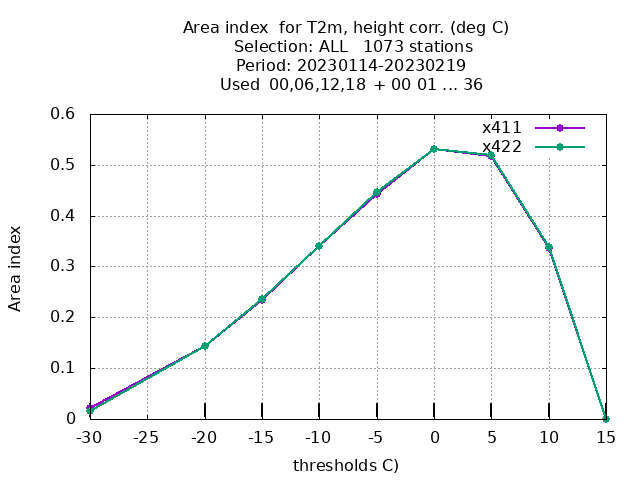 Area index  for T2m, height corr. (deg C)
Selection: ALL   1073 stations
Period: 20230114-20230219
Used  00,06,12,18  + 00 01 ... 36
x411
x422
0.6
0.5
0.4
0.3
0.2
0.1
0
Area index
-30 -25 -20 -15 -10 -5 0 5 10 15
thresholds C)